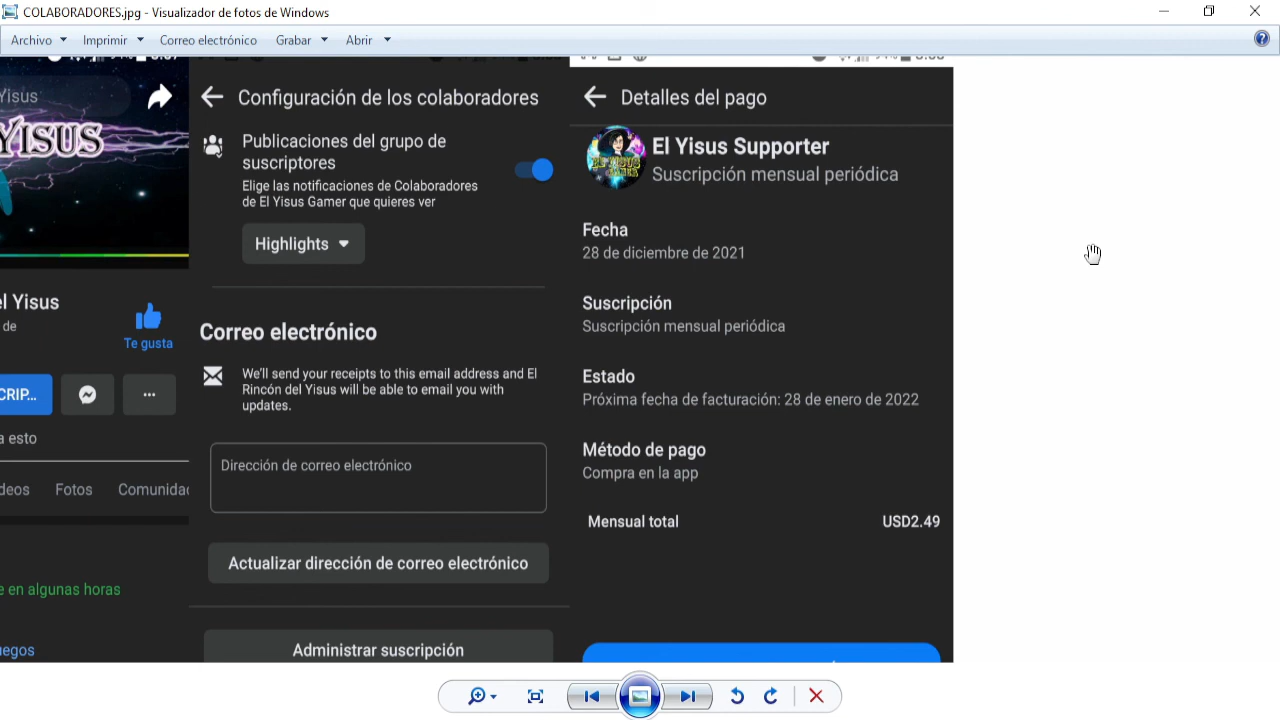 COLABORADORES.jpg - Visualizador de fotos de Windows
Archivo Imprimir Correo electrónico Grabar Abrir
Yisus
YISUS
el Yisus
de
Te gusta
CRIP...
a esto
deos Fotos Comunidad
e en algunas horas
uegos
Configuración de los colaboradores
Publicaciones del grupo de
suscriptores
Elige las notificaciones de Colaboradores
de El Yisus Gamer que quieres ver
Highlights
Correo electrónico
We'll send your receipts to this email address and El
Rincón del Yisus will be able to email you with
updates.
Dirección de correo electrónico
Actualizar dirección de correo electrónico
Administrar suscripción
Detalles del pago
EL YISUS
GAMER
El Yisus Supporter
Suscripción mensual periódica
Fecha
28 de diciembre de 2021
Suscripción
Suscripción mensual periódica
Estado
Próxima fecha de facturación: 28 de enero de 2022
Método de pago
Compra en la app
Mensual total USD2.49